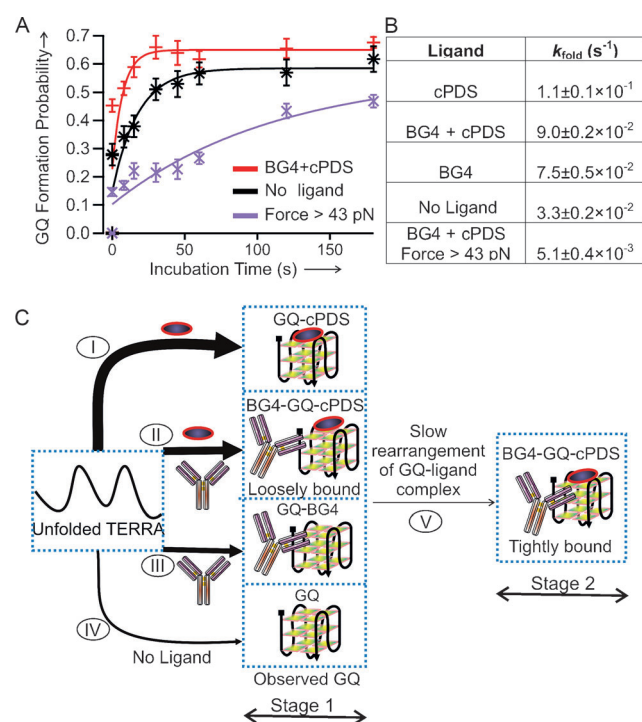 A
GQ Formation Probability→
0.7
0.6
0.5
0.4
0.3
0.2
0.1
0.0
0
50
100
150
Incubation Time (s) →
BG4+cPDS
No ligand
Force > 43 pN
B
Ligand kfold (s-1)
cPDS 1.1±0.1×10-1
BG4 + cPDS 9.0±0.2×10-2
BG4 7.5±0.5×10-2
No Ligand 3.3±0.2×10-2
BG4 + cPDS
Force > 43 pN 5.1±0.4×10-3
C
I
II
III
IV
Unfolded TERRA
No Ligand
GQ-cPDS
BG4-GQ-cPDS
Loosely bound
GQ-BG4
GQ
Observed GQ
Stage 1
Slow
rearrangement
of GQ-ligand
complex
V
BG4-GQ-cPDS
Tightly bound
Stage 2